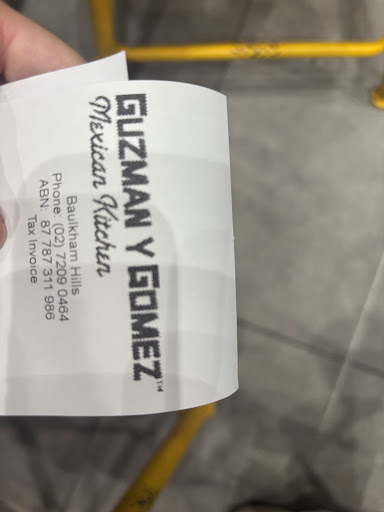 GUZMAN Y GOMEZ™
Mexican Kitchen
Baulkham Hills
Phone: (02) 7209 0464
ABN: 87 787 311 986
Tax Invoice